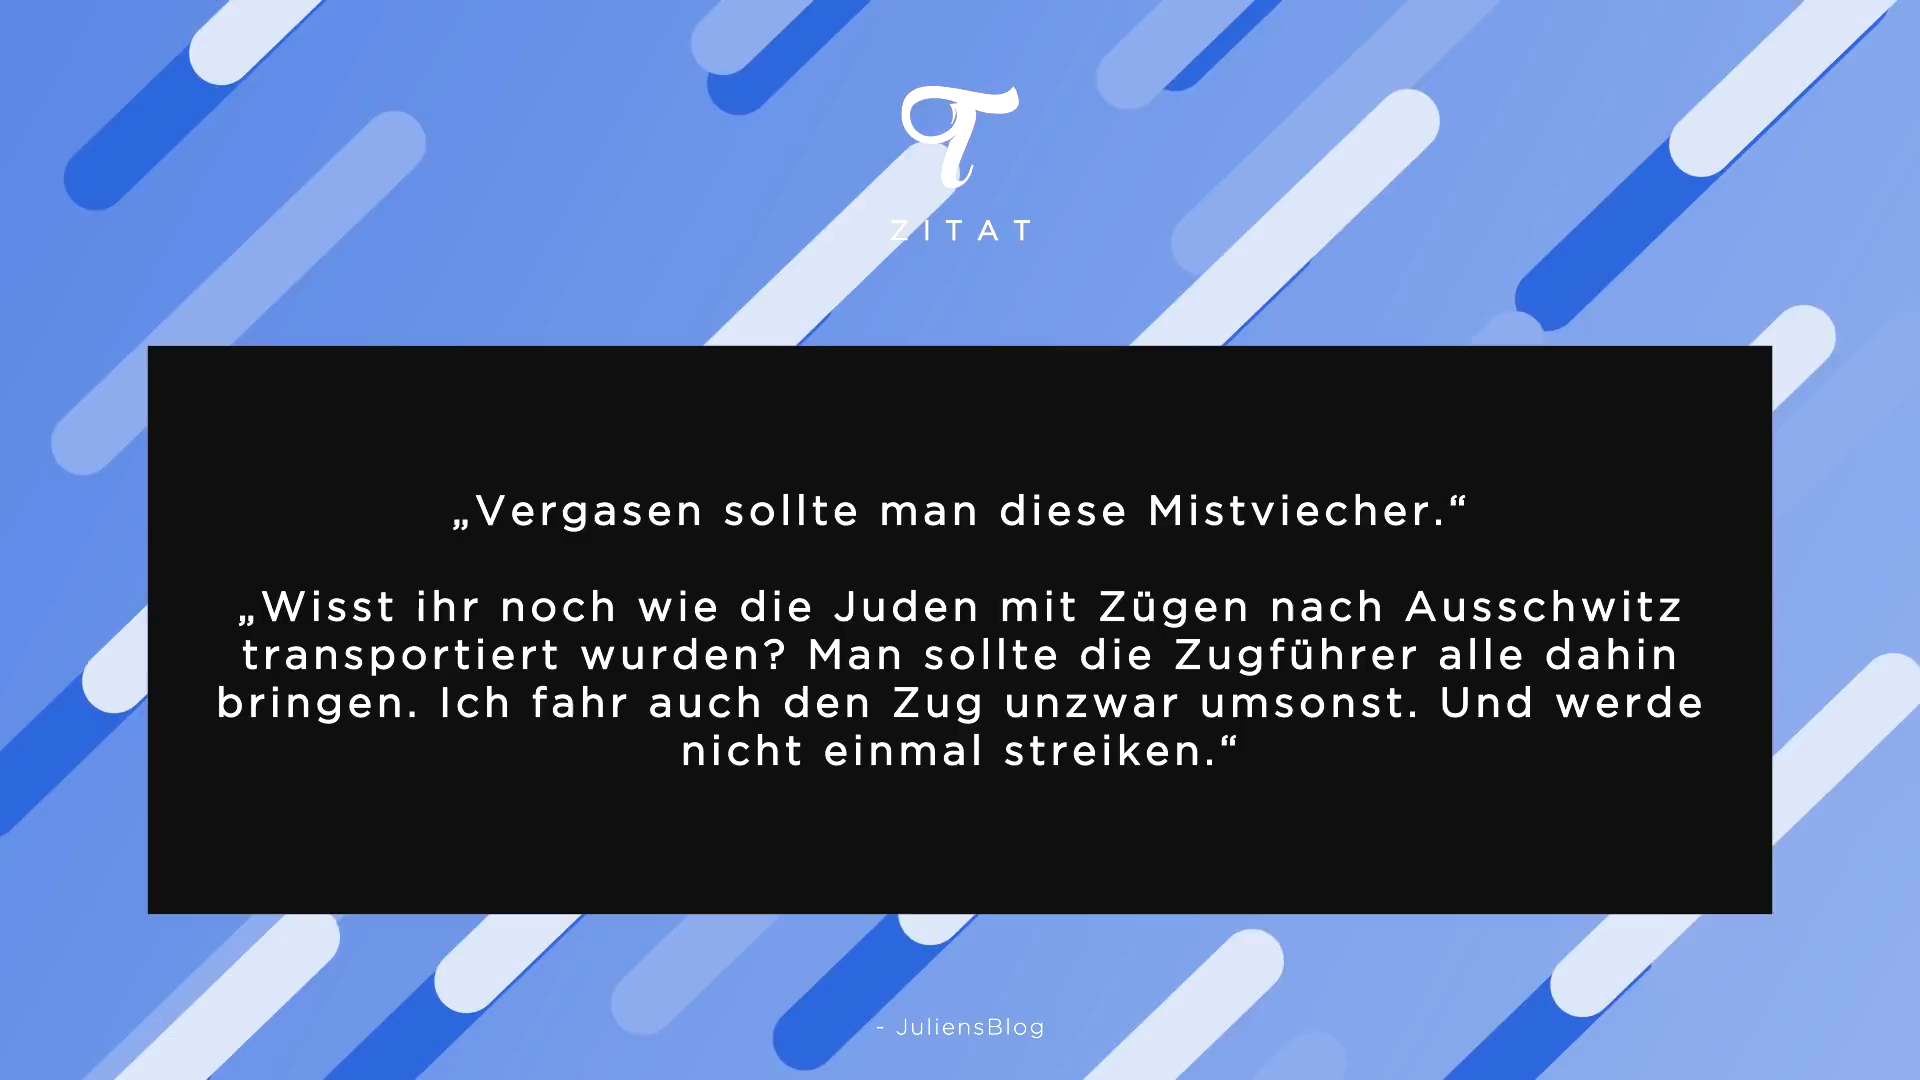 T
ZITAT
„Vergasen sollte man diese Mistviecher.“
„Wisst ihr noch wie die Juden mit Zügen nach Ausschwitz
transportiert wurden? Man sollte die Zugführer alle dahin
bringen. Ich fahr auch den Zug unzwar umsonst. Und werde
nicht einmal streiken.“
- JuliensBlog